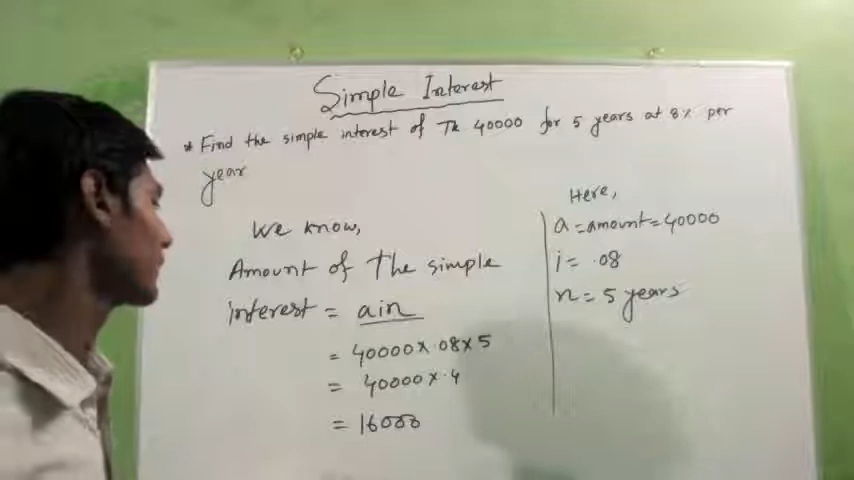 Simple Interest
* Find the simple interest of Tk 40000 for 5 years at 8% per
year
We know,
Amount of the simple
interest = ain
= 40000×.08×5
= 40000×.4
= 16000
Here,
a = amount = 40000
i = .08
n = 5 years